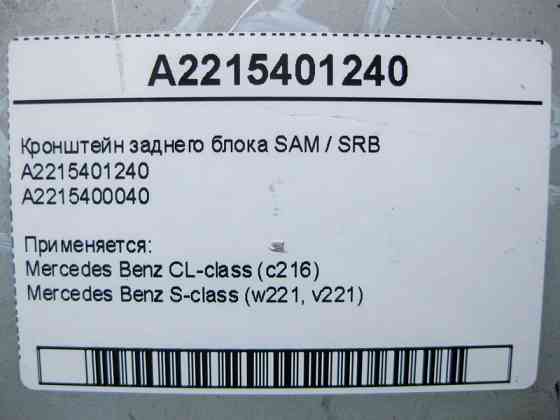 A2215401240
Кронштейн заднего блока SAM / SRB
A2215401240
A2215400040
Применяется:
Mercedes Benz CL-class (c216)
Mercedes Benz S-class (w221, v221)